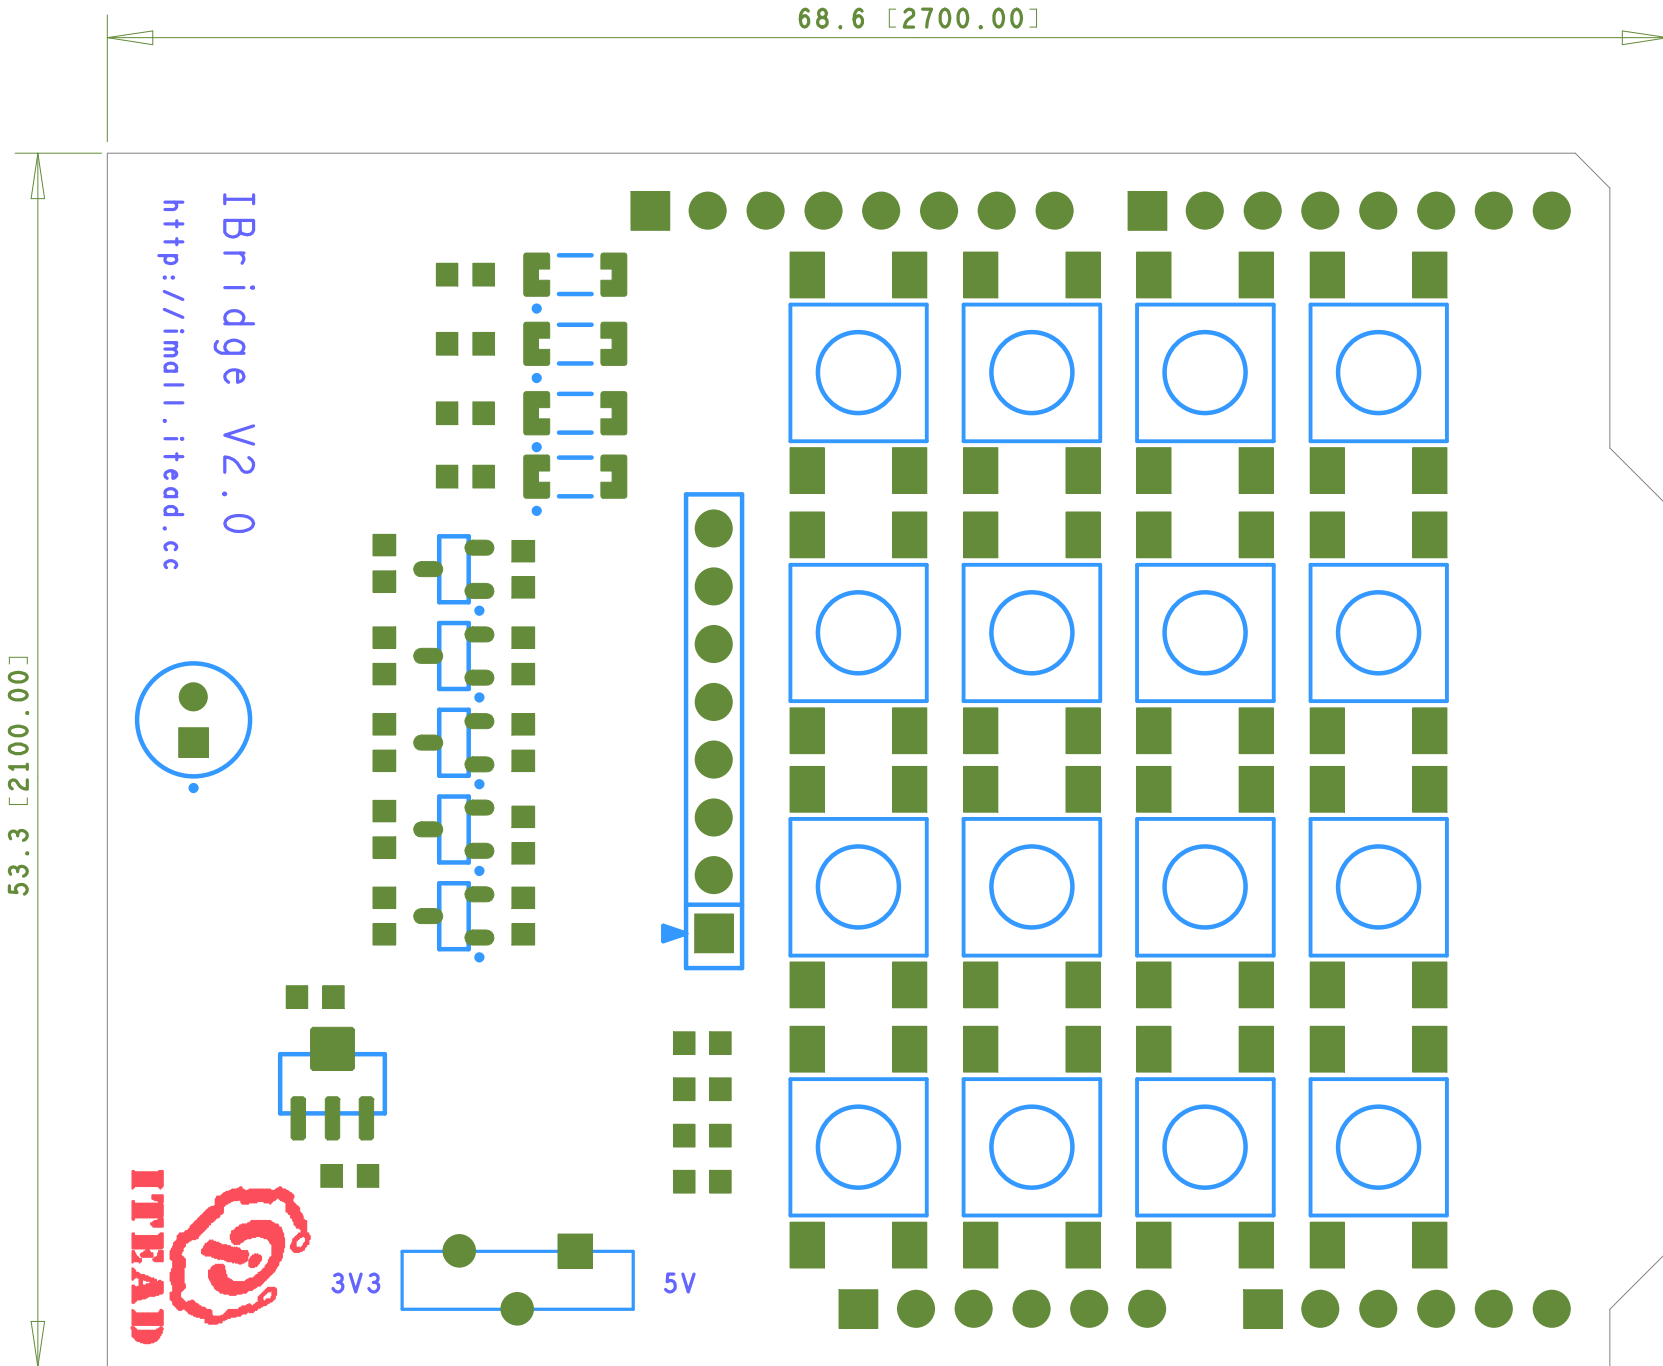 68.6 [2700.00]
53.3 [2100.00]
IBridge V2.0
http://imall.itead.cc
ITEAD
3V3
5V